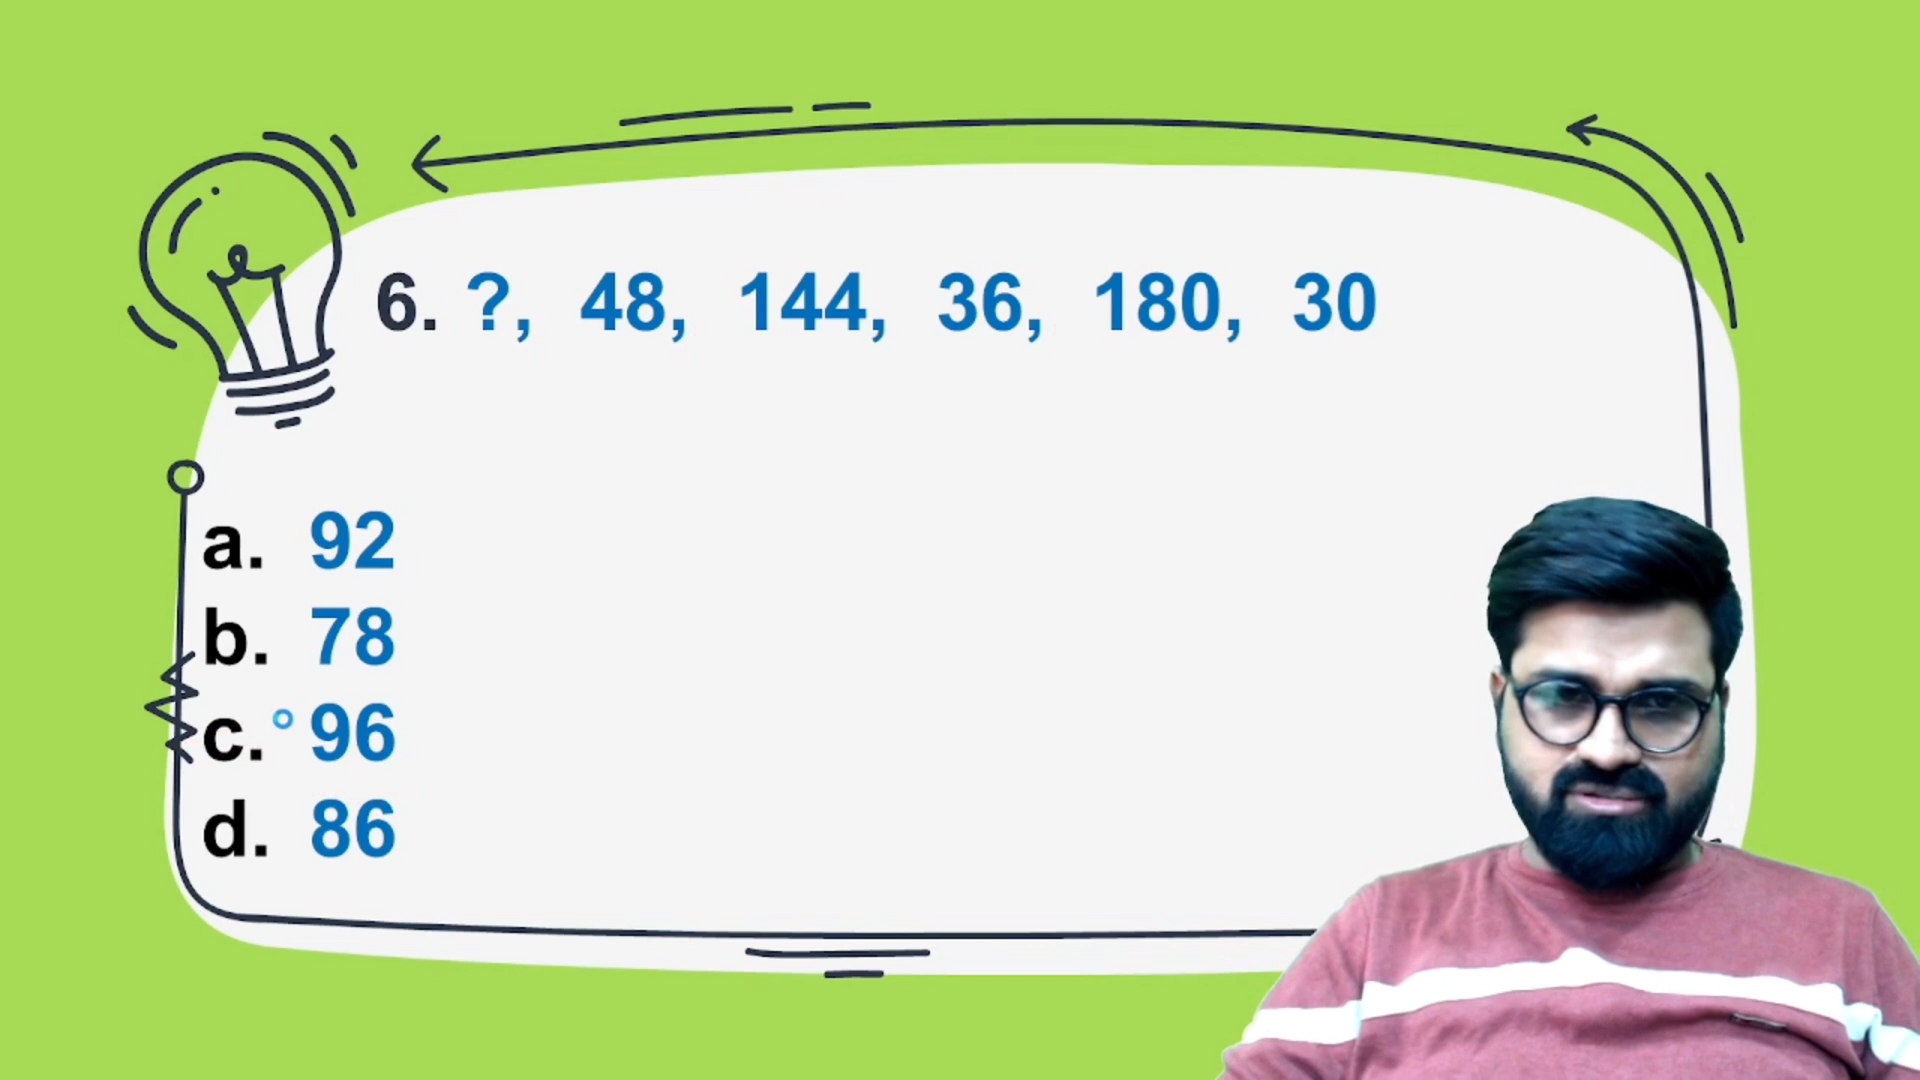 6. ?, 48, 144, 36, 180, 30
a. 92
b. 78
c. 96
d. 86